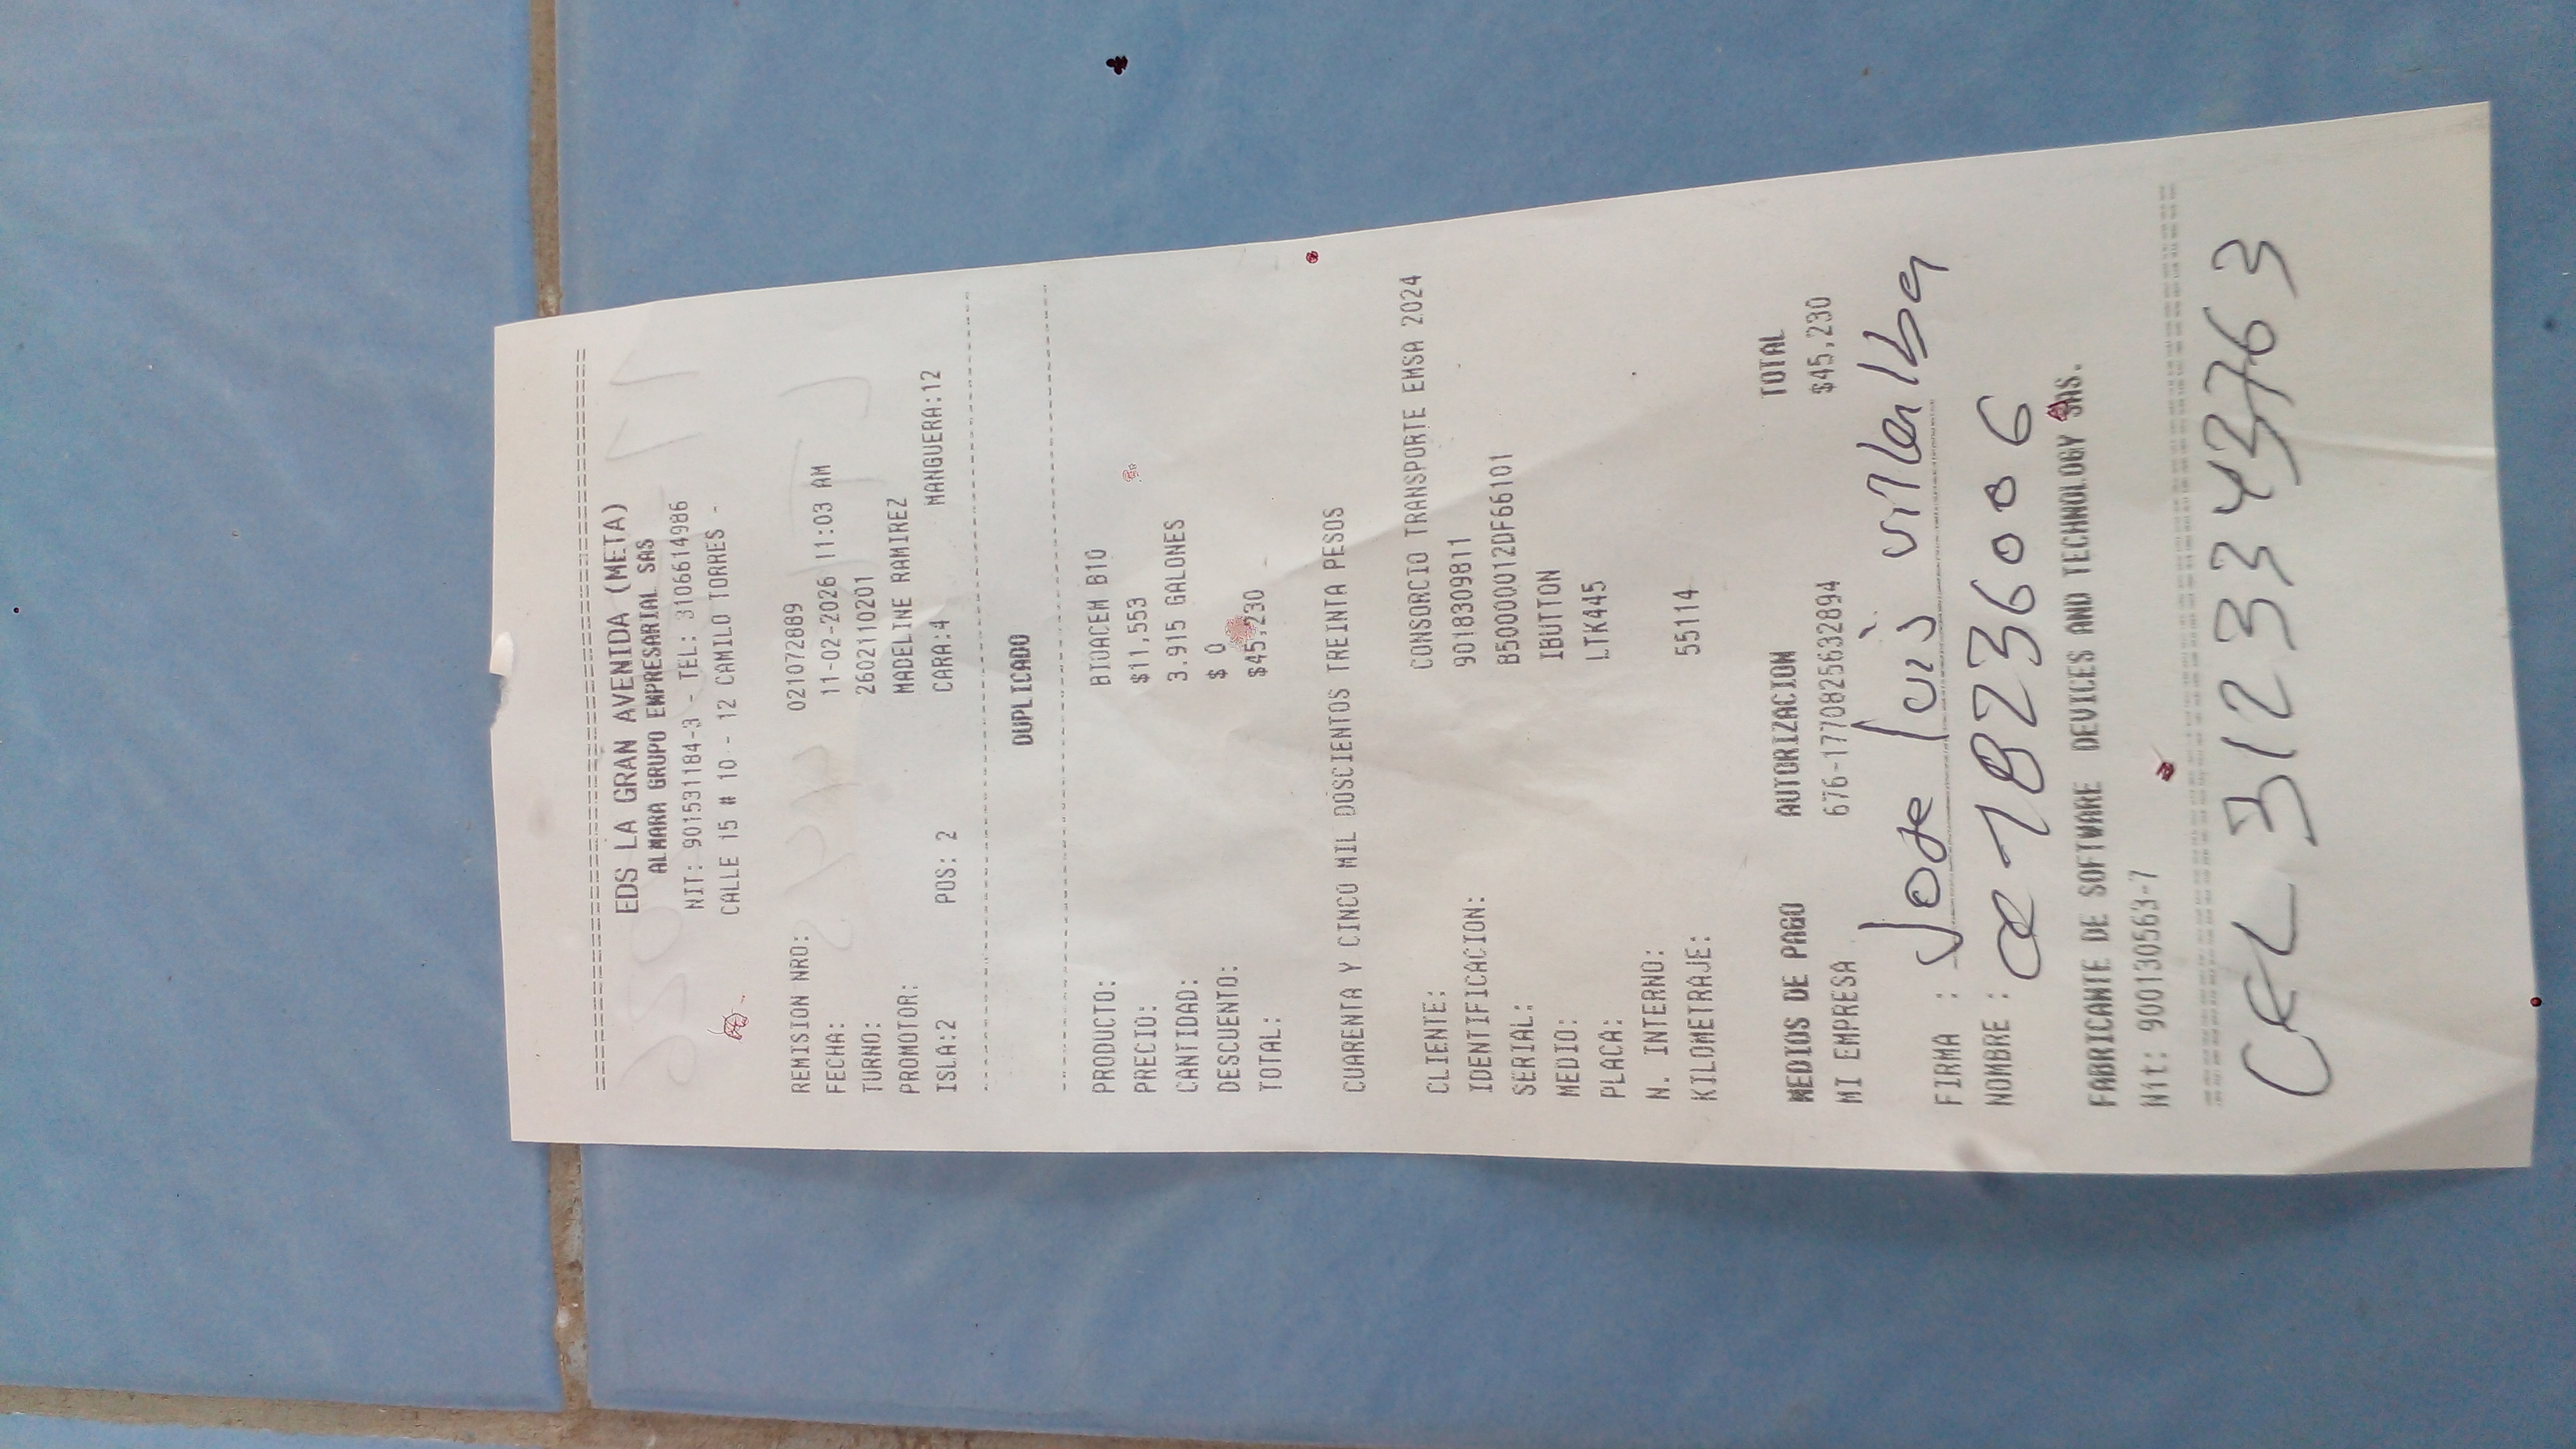 EDS LA GRAN AVENIDA (META)
ALMARA GRUPO EMPRESARIAL SAS
NIT: 901531184-3 - TEL: 3106614986
CALLE 15 # 10 - 12 CAMILO TORRES -
REMISION NRO: 021072889
FECHA: 11-02-2026 11:03 AM
TURNO: 2602110201
PROMOTOR: MADELINE RAMIREZ
ISLA:2 POS: 2 CARA:4 MANGUERA:12
DUPLICADO
PRODUCTO: BIOACEM B10
PRECIO: $11,553
CANTIDAD: 3.915 GALONES
DESCUENTO: $ 0
TOTAL: $45,230
CUARENTA Y CINCO MIL DOSCIENTOS TREINTA PESOS
CLIENTE: CONSORCIO TRANSPORTE EMSA 2024
IDENTIFICACION: 9018309811
SERIAL: B50000012DF66101
MEDIO: IBUTTON
PLACA: LTK445
N. INTERNO:
KILOMETRAJE: 55114
MEDIOS DE PAGO AUTORIZACION TOTAL
MI EMPRESA 676-1770825632894 $45,230
FIRMA : Jose luis villalba
NOMBRE : CC 78236006
FABRICANTE DE SOFTWARE DEVICES AND TECHNOLOGY SAS.
Nit: 900130563-7
CEL 3123342763